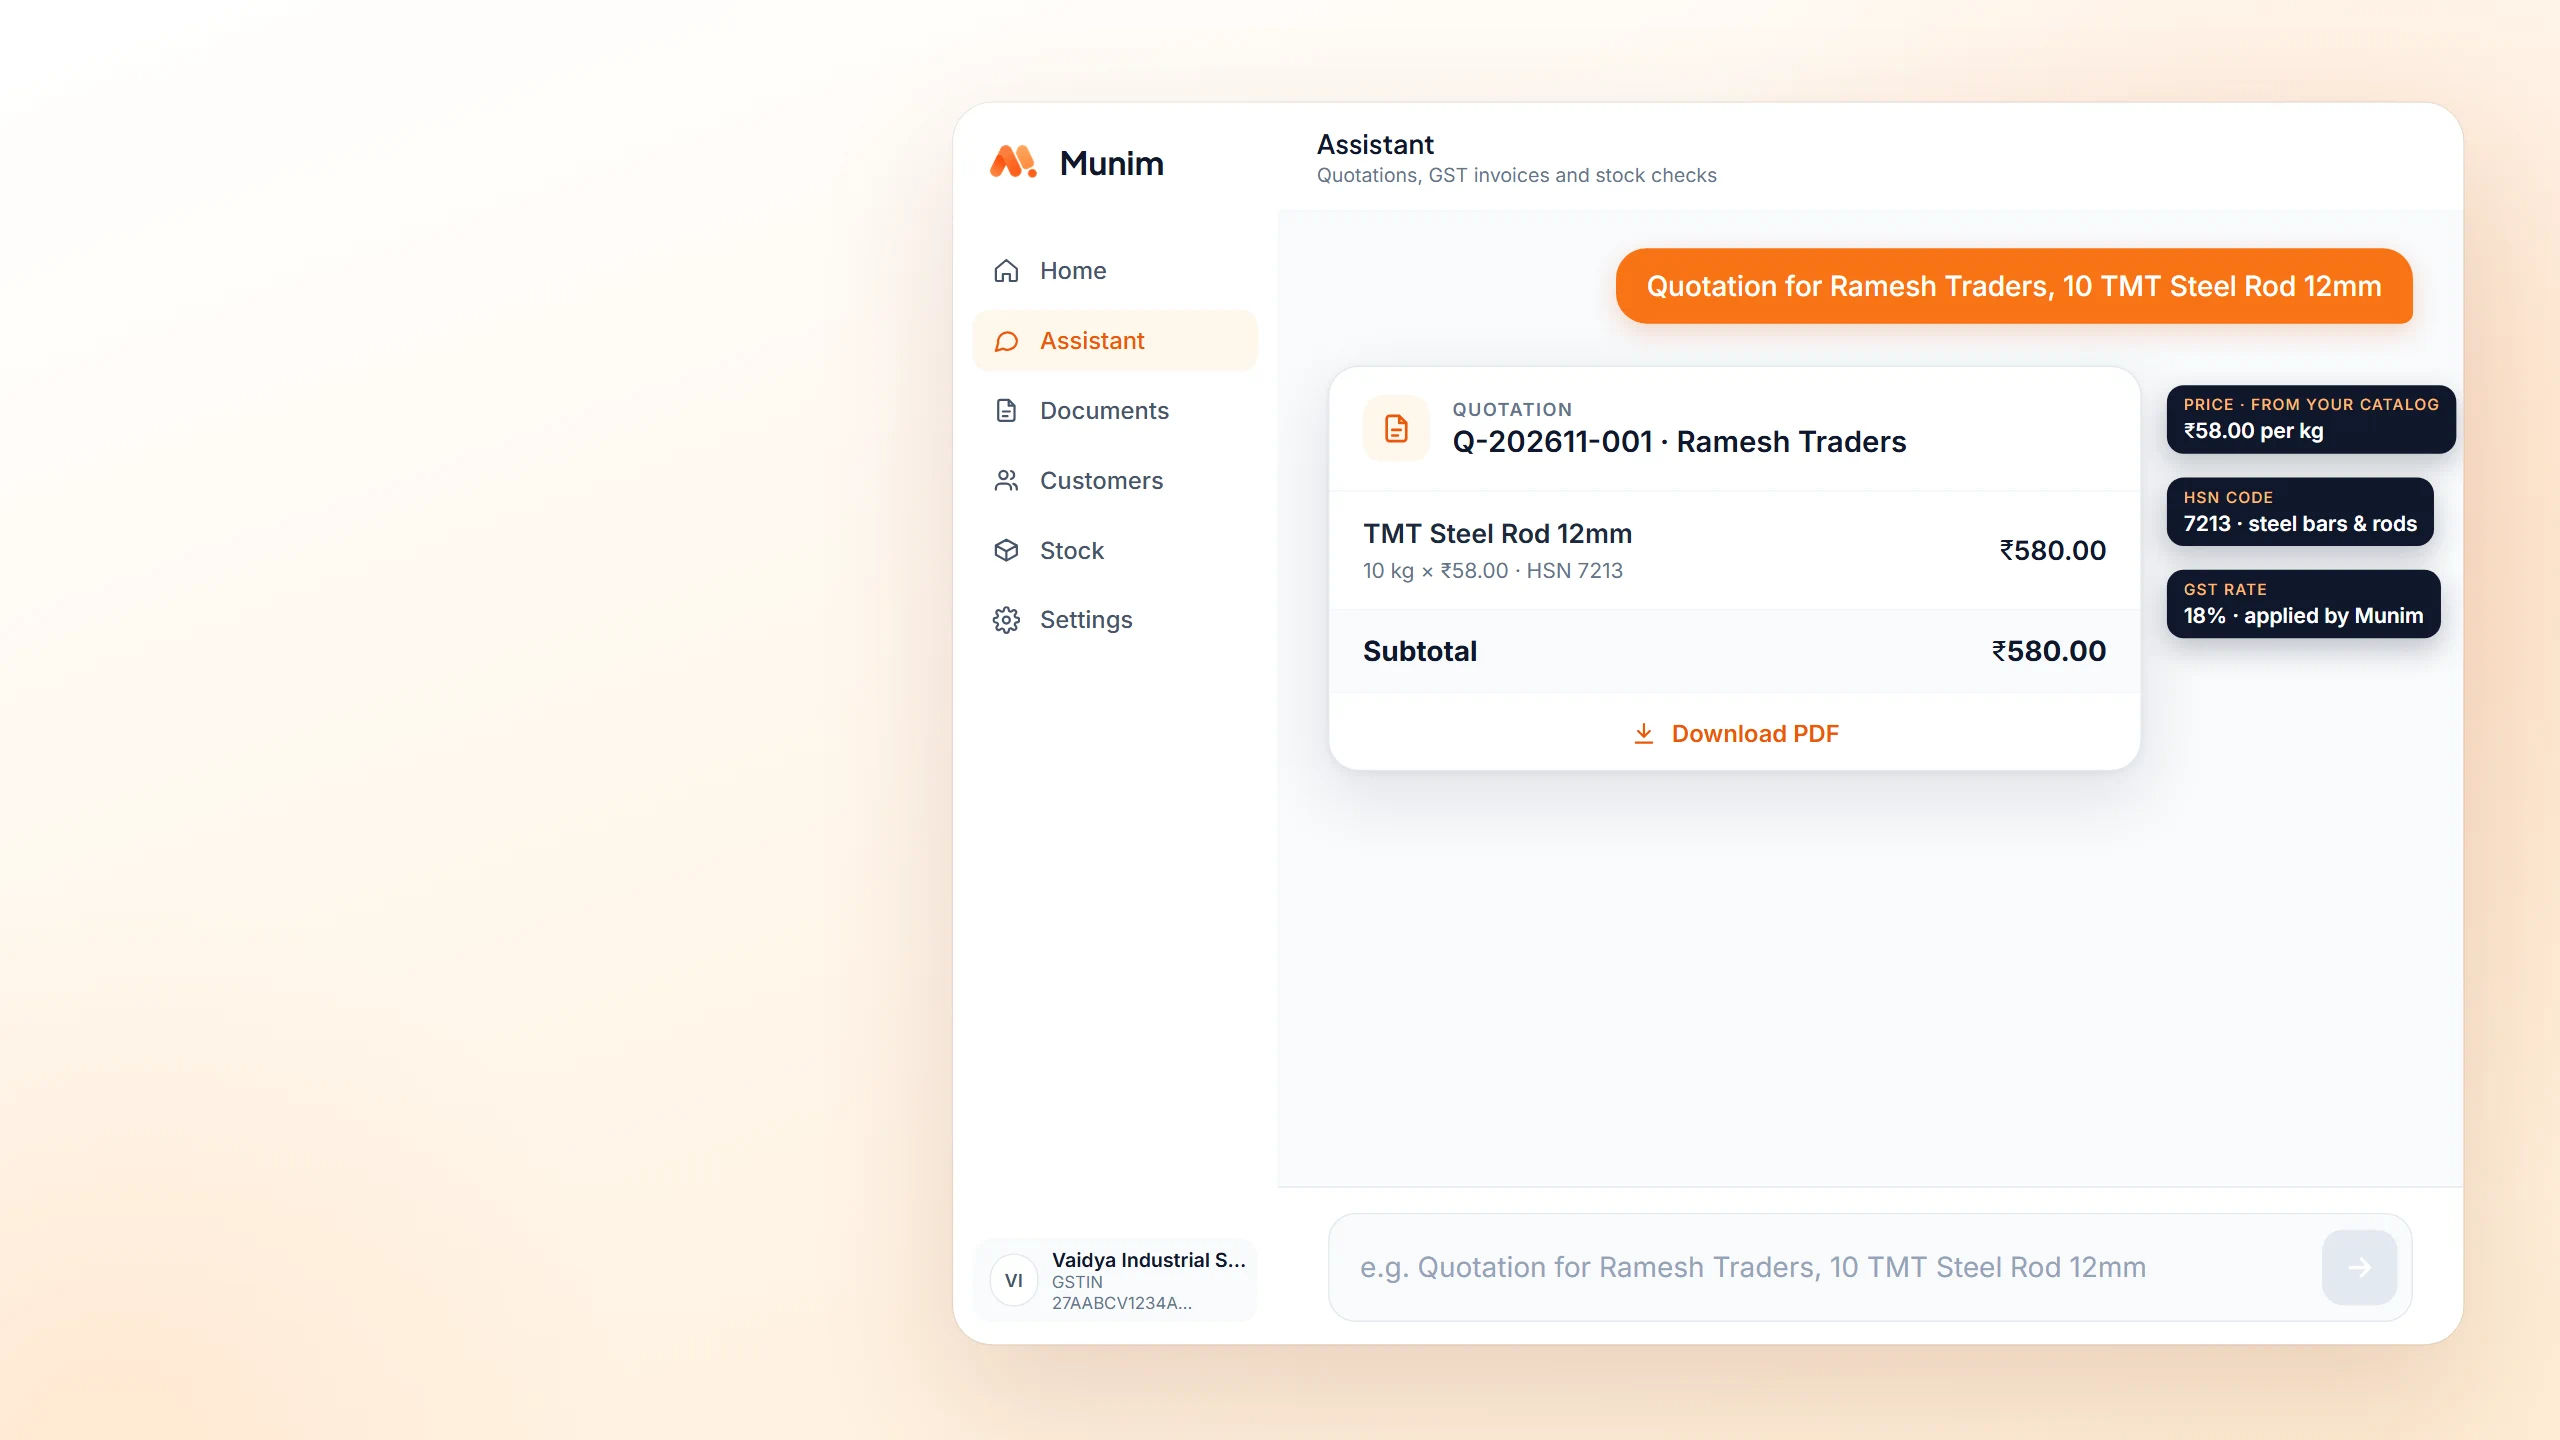 Munim
Home
Assistant
Documents
Customers
Stock
Settings
VI
Vaidya Industrial S...
GSTIN
27AABCV1234A...
Assistant
Quotations, GST invoices and stock checks
Quotation for Ramesh Traders, 10 TMT Steel Rod 12mm
QUOTATION
Q-202611-001 · Ramesh Traders
TMT Steel Rod 12mm
10 kg × ₹58.00 · HSN 7213
₹580.00
Subtotal
₹580.00
Download PDF
PRICE · FROM YOUR CATALOG
₹58.00 per kg
HSN CODE
7213 · steel bars & rods
GST RATE
18% · applied by Munim
e.g. Quotation for Ramesh Traders, 10 TMT Steel Rod 12mm